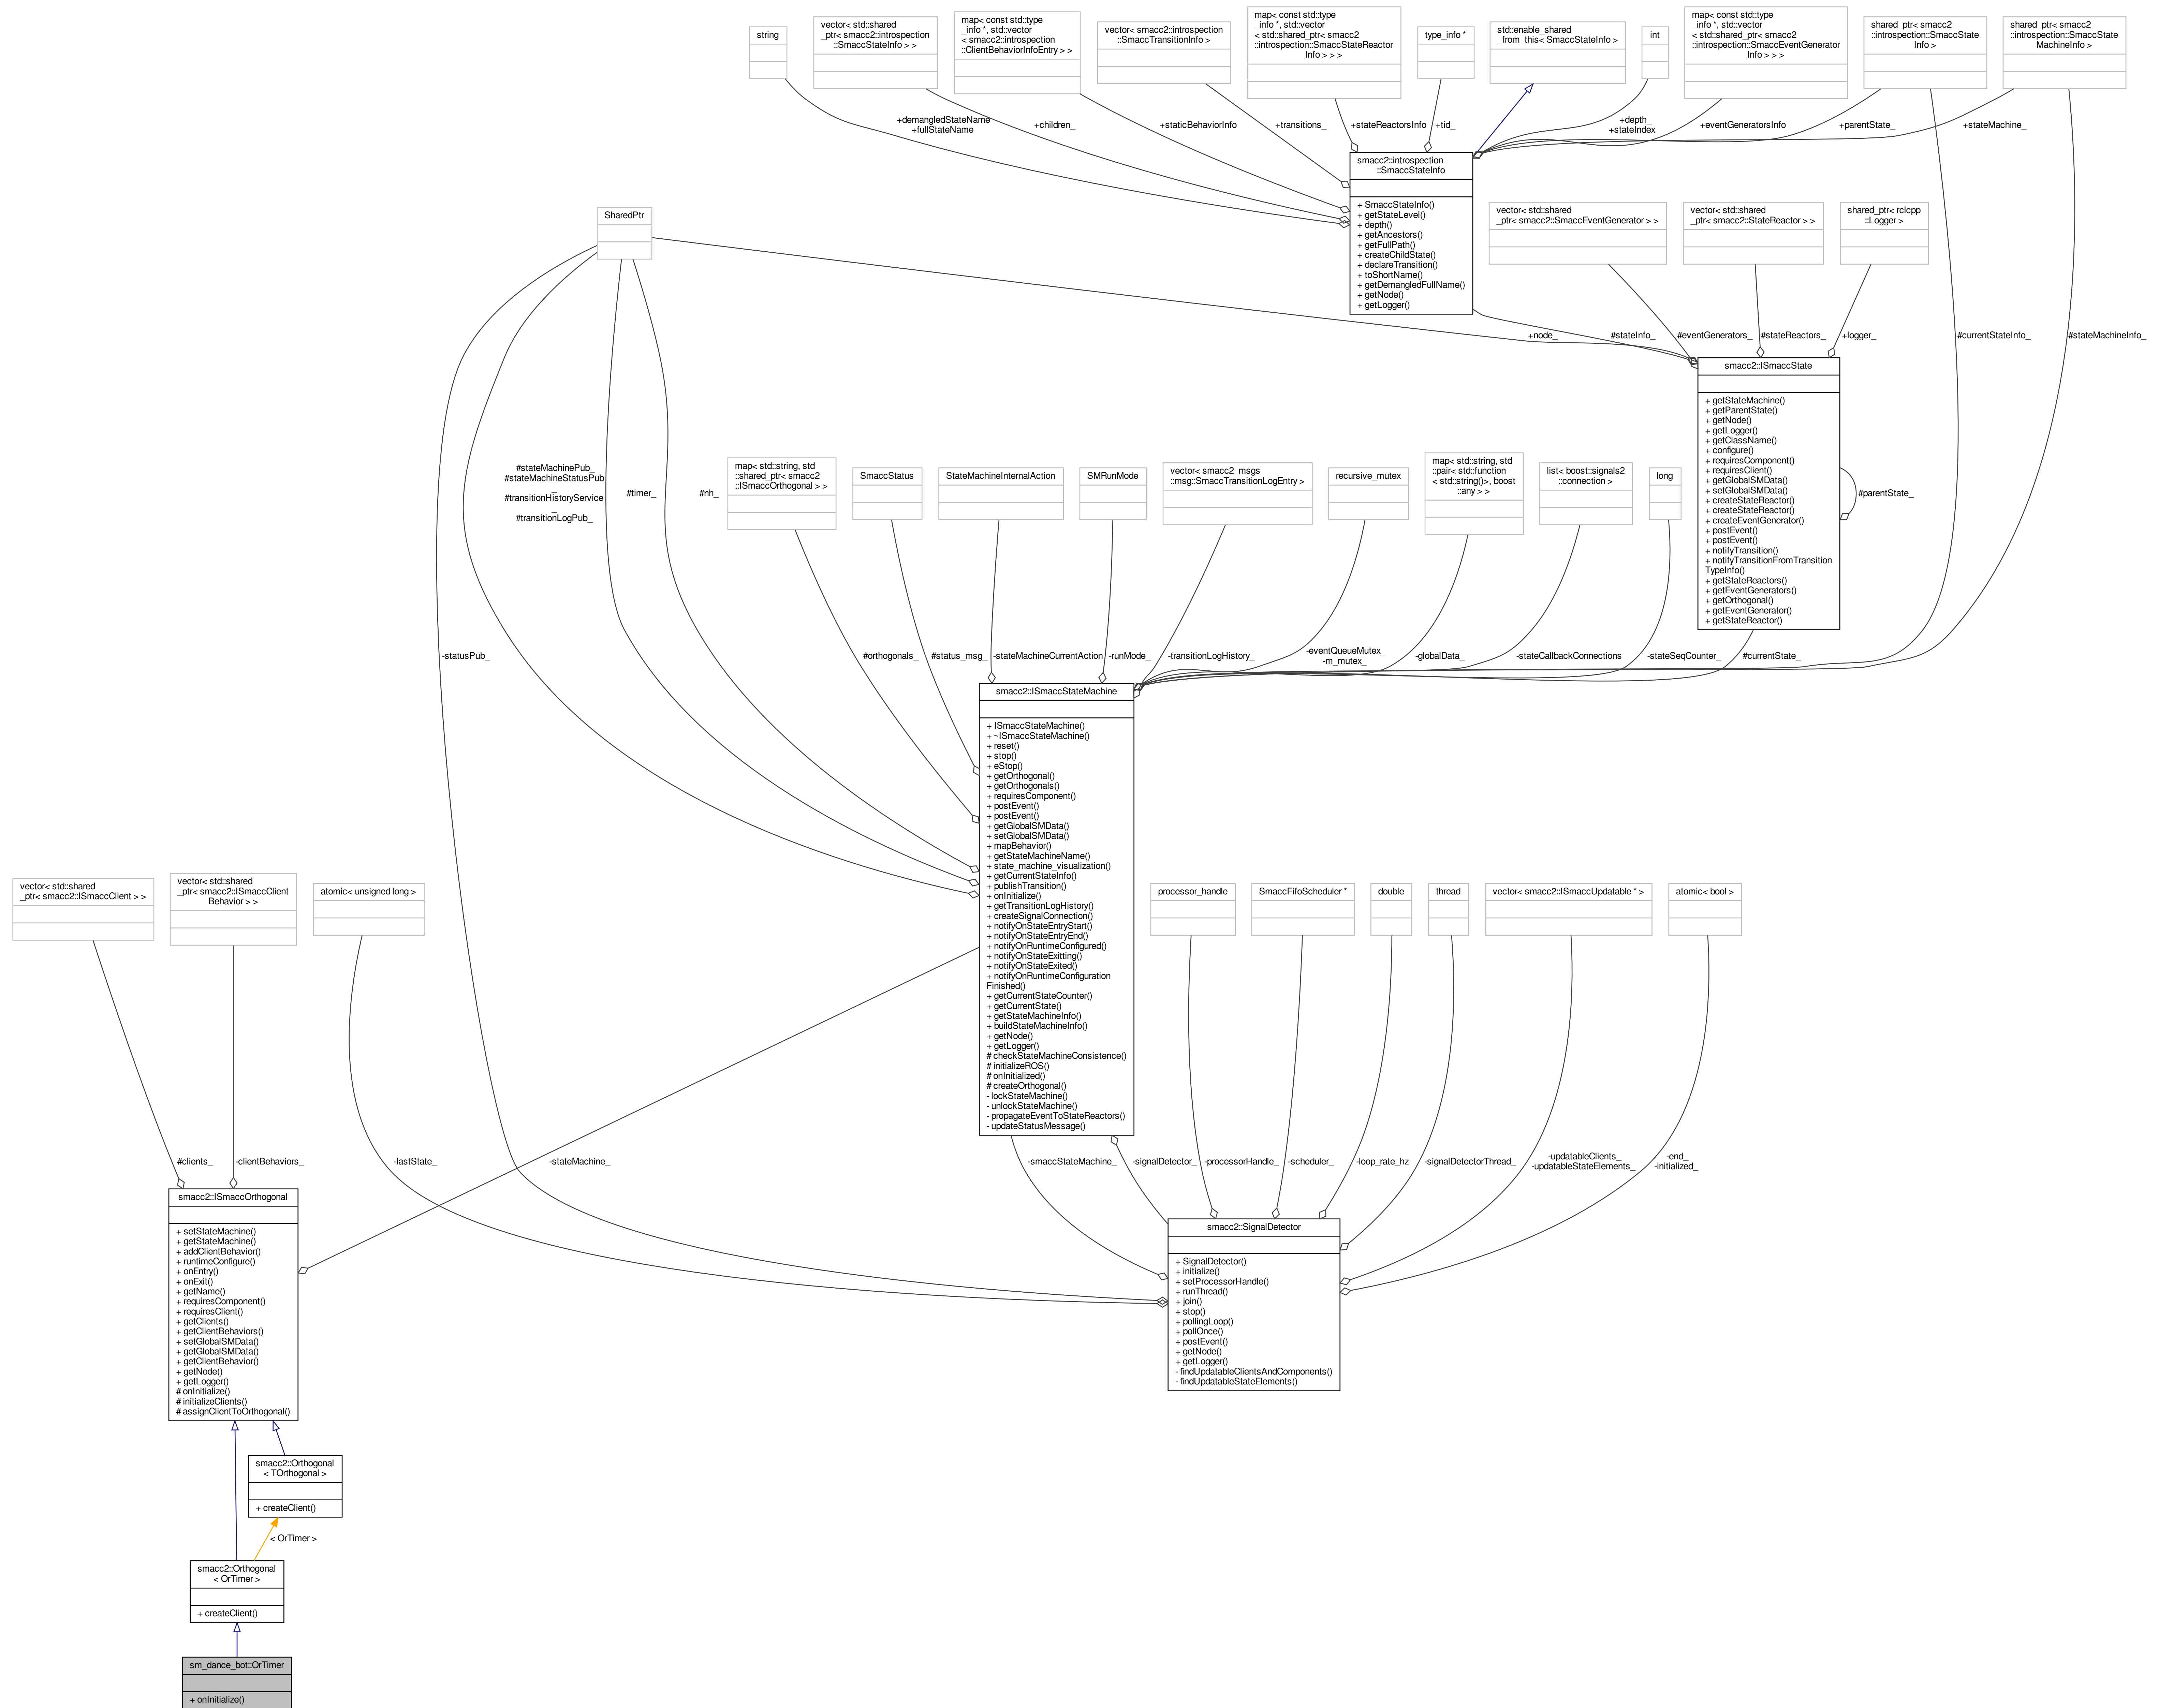 string
vector< std::shared
_ptr< smacc2::introspection
::SmaccStateInfo > >
map< const std::type
_info *, std::vector
< smacc2::introspection
::ClientBehaviorInfoEntry > >
vector< smacc2::introspection
::SmaccTransitionInfo >
map< const std::type
_info *, std::vector
< std::shared_ptr< smacc2
::introspection::SmaccStateReactor
Info > > >
type_info *
std::enable_shared
_from_this< SmaccStateInfo >
int
map< const std::type
_info *, std::vector
< std::shared_ptr< smacc2
::introspection::SmaccEventGenerator
Info > > >
shared_ptr< smacc2
::introspection::SmaccState
Info >
shared_ptr< smacc2
::introspection::SmaccState
MachineInfo >
+demangledStateName
+fullStateName
+children_
+staticBehaviorInfo
+transitions_
+stateReactorsInfo
+tid_
+depth_
+stateIndex_
+eventGeneratorsInfo
+parentState_
+stateMachine_
smacc2::introspection
::SmaccStateInfo
+ SmaccStateInfo()
+ getStateLevel()
+ depth()
+ getAncestors()
+ getFullPath()
+ createChildState()
+ declareTransition()
+ toShortName()
+ getDemangledFullName()
+ getNode()
+ getLogger()
SharedPtr
vector< std::shared
_ptr< smacc2::SmaccEventGenerator > >
vector< std::shared
_ptr< smacc2::StateReactor > >
shared_ptr< rclcpp
::Logger >
+node_
#stateInfo_
#eventGenerators_
#stateReactors_
+logger_
#currentStateInfo_
#stateMachineInfo_
smacc2::ISmaccState
+ getStateMachine()
+ getParentState()
+ getNode()
+ getLogger()
+ getClassName()
+ configure()
+ requiresComponent()
+ requiresClient()
+ getGlobalSMData()
+ setGlobalSMData()
+ createStateReactor()
+ createStateReactor()
+ createEventGenerator()
+ postEvent()
+ postEvent()
+ notifyTransition()
+ notifyTransitionFromTransition
TypeInfo()
+ getStateReactors()
+ getEventGenerators()
+ getOrthogonal()
+ getEventGenerator()
+ getStateReactor()
#parentState_
#stateMachinePub_
#stateMachineStatusPub
_
#transitionHistoryService
_
#transitionLogPub_
#timer_
#nh_
map< std::string, std
::shared_ptr< smacc2
::ISmaccOrthogonal > >
SmaccStatus
StateMachineInternalAction
SMRunMode
vector< smacc2_msgs
::msg::SmaccTransitionLogEntry >
recursive_mutex
map< std::string, std
::pair< std::function
< std::string()>, boost
::any > >
list< boost::signals2
::connection >
long
-statusPub_
#orthogonals_
#status_msg_
-stateMachineCurrentAction
-runMode_
-transitionLogHistory_
-eventQueueMutex_
-m_mutex_
-globalData_
-stateCallbackConnections
-stateSeqCounter_
#currentState_
smacc2::ISmaccStateMachine
+ ISmaccStateMachine()
+ ~ISmaccStateMachine()
+ reset()
+ stop()
+ eStop()
+ getOrthogonal()
+ getOrthogonals()
+ requiresComponent()
+ postEvent()
+ postEvent()
+ getGlobalSMData()
+ setGlobalSMData()
+ mapBehavior()
+ getStateMachineName()
+ state_machine_visualization()
+ getCurrentStateInfo()
+ publishTransition()
+ onInitialize()
+ getTransitionLogHistory()
+ createSignalConnection()
+ notifyOnStateEntryStart()
+ notifyOnStateEntryEnd()
+ notifyOnRuntimeConfigured()
+ notifyOnStateExitting()
+ notifyOnStateExited()
+ notifyOnRuntimeConfiguration
Finished()
+ getCurrentStateCounter()
+ getCurrentState()
+ getStateMachineInfo()
+ buildStateMachineInfo()
+ getNode()
+ getLogger()
# checkStateMachineConsistence()
# initializeROS()
# onInitialized()
# createOrthogonal()
- lockStateMachine()
- unlockStateMachine()
- propagateEventToStateReactors()
- updateStatusMessage()
vector< std::shared
_ptr< smacc2::ISmaccClient > >
vector< std::shared
_ptr< smacc2::ISmaccClient
Behavior > >
atomic< unsigned long >
processor_handle
SmaccFifoScheduler *
double
thread
vector< smacc2::ISmaccUpdatable * >
atomic< bool >
#clients_
-clientBehaviors_
-lastState_
-stateMachine_
-smaccStateMachine_
-signalDetector_
-processorHandle_
-scheduler_
-loop_rate_hz
-signalDetectorThread_
-updatableClients_
-updatableStateElements_
-end_
-initialized_
smacc2::ISmaccOrthogonal
+ setStateMachine()
+ getStateMachine()
+ addClientBehavior()
+ runtimeConfigure()
+ onEntry()
+ onExit()
+ getName()
+ requiresComponent()
+ requiresClient()
+ getClients()
+ getClientBehaviors()
+ setGlobalSMData()
+ getGlobalSMData()
+ getClientBehavior()
+ getNode()
+ getLogger()
# onInitialize()
# initializeClients()
# assignClientToOrthogonal()
smacc2::SignalDetector
+ SignalDetector()
+ initialize()
+ setProcessorHandle()
+ runThread()
+ join()
+ stop()
+ pollingLoop()
+ pollOnce()
+ postEvent()
+ getNode()
+ getLogger()
- findUpdatableClientsAndComponents()
- findUpdatableStateElements()
smacc2::Orthogonal
< TOrthogonal >
+ createClient()
< OrTimer >
smacc2::Orthogonal
< OrTimer >
+ createClient()
sm_dance_bot::OrTimer
+ onInitialize()